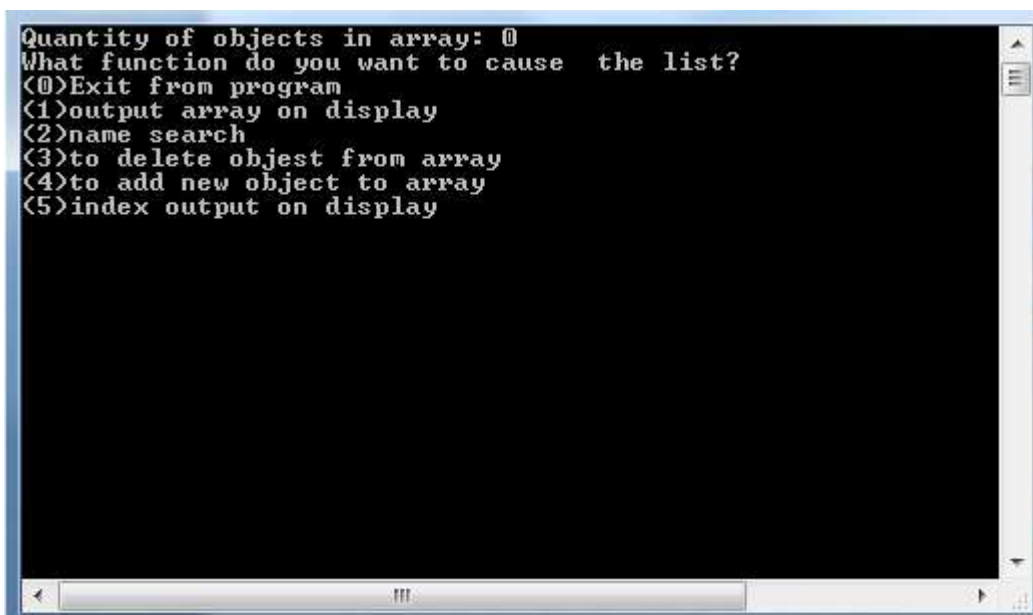 Quantity of objects in array: 0
What function do you want to cause  the list?
(0)Exit from program
(1)output array on display
(2)name search
(3)to delete objest from array
(4)to add new object to array
(5)index output on display